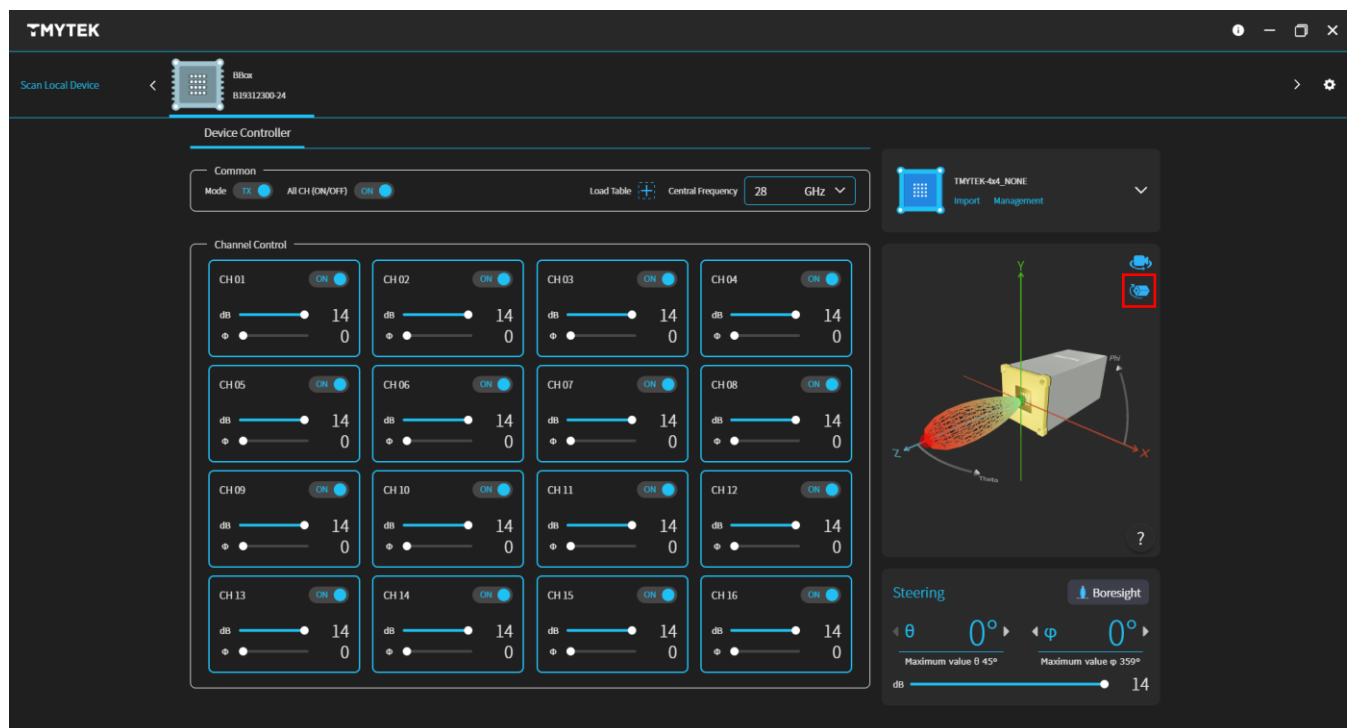 TMYTEK
Scan Local Device
BBox
B19312300-24
Device Controller
Common
Mode TX All CH (ON/OFF) ON Load Table Central Frequency 28 GHz
TMYTEK-4x4_NONE
Import Management
Channel Control
CH 01 ON CH 02 ON CH 03 ON CH 04 ON
dB 14 dB 14 dB 14 dB 14
Φ 0 Φ 0 Φ 0 Φ 0
CH 05 ON CH 06 ON CH 07 ON CH 08 ON
dB 14 dB 14 dB 14 dB 14
Φ 0 Φ 0 Φ 0 Φ 0
CH 09 ON CH 10 ON CH 11 ON CH 12 ON
dB 14 dB 14 dB 14 dB 14
Φ 0 Φ 0 Φ 0 Φ 0
CH 13 ON CH 14 ON CH 15 ON CH 16 ON
dB 14 dB 14 dB 14 dB 14
Φ 0 Φ 0 Φ 0 Φ 0
Y
Phi
Z
X
Theta
?
Steering Boresight
θ 0° φ 0°
Maximum value θ 45° Maximum value φ 359°
dB 14